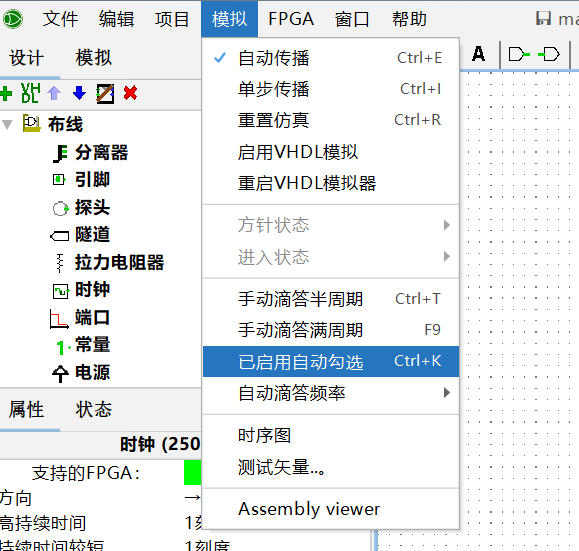 文件 编辑 项目 模拟 FPGA 窗口 帮助
设计 模拟
VHDL
布线
分离器
引脚
探头
隧道
拉力电阻器
时钟
端口
常量
电源
自动传播 Ctrl+E
单步传播 Ctrl+I
重置仿真 Ctrl+R
启用VHDL模拟
重启VHDL模拟器
方针状态
进入状态
手动滴答半周期 Ctrl+T
手动滴答满周期 F9
已启用自动勾选 Ctrl+K
自动滴答频率
时序图
测试矢量..。
Assembly viewer
A
属性 状态
时钟 (250
支持的FPGA：
方向
高持续时间 1刻
持续时间较短 1刻度